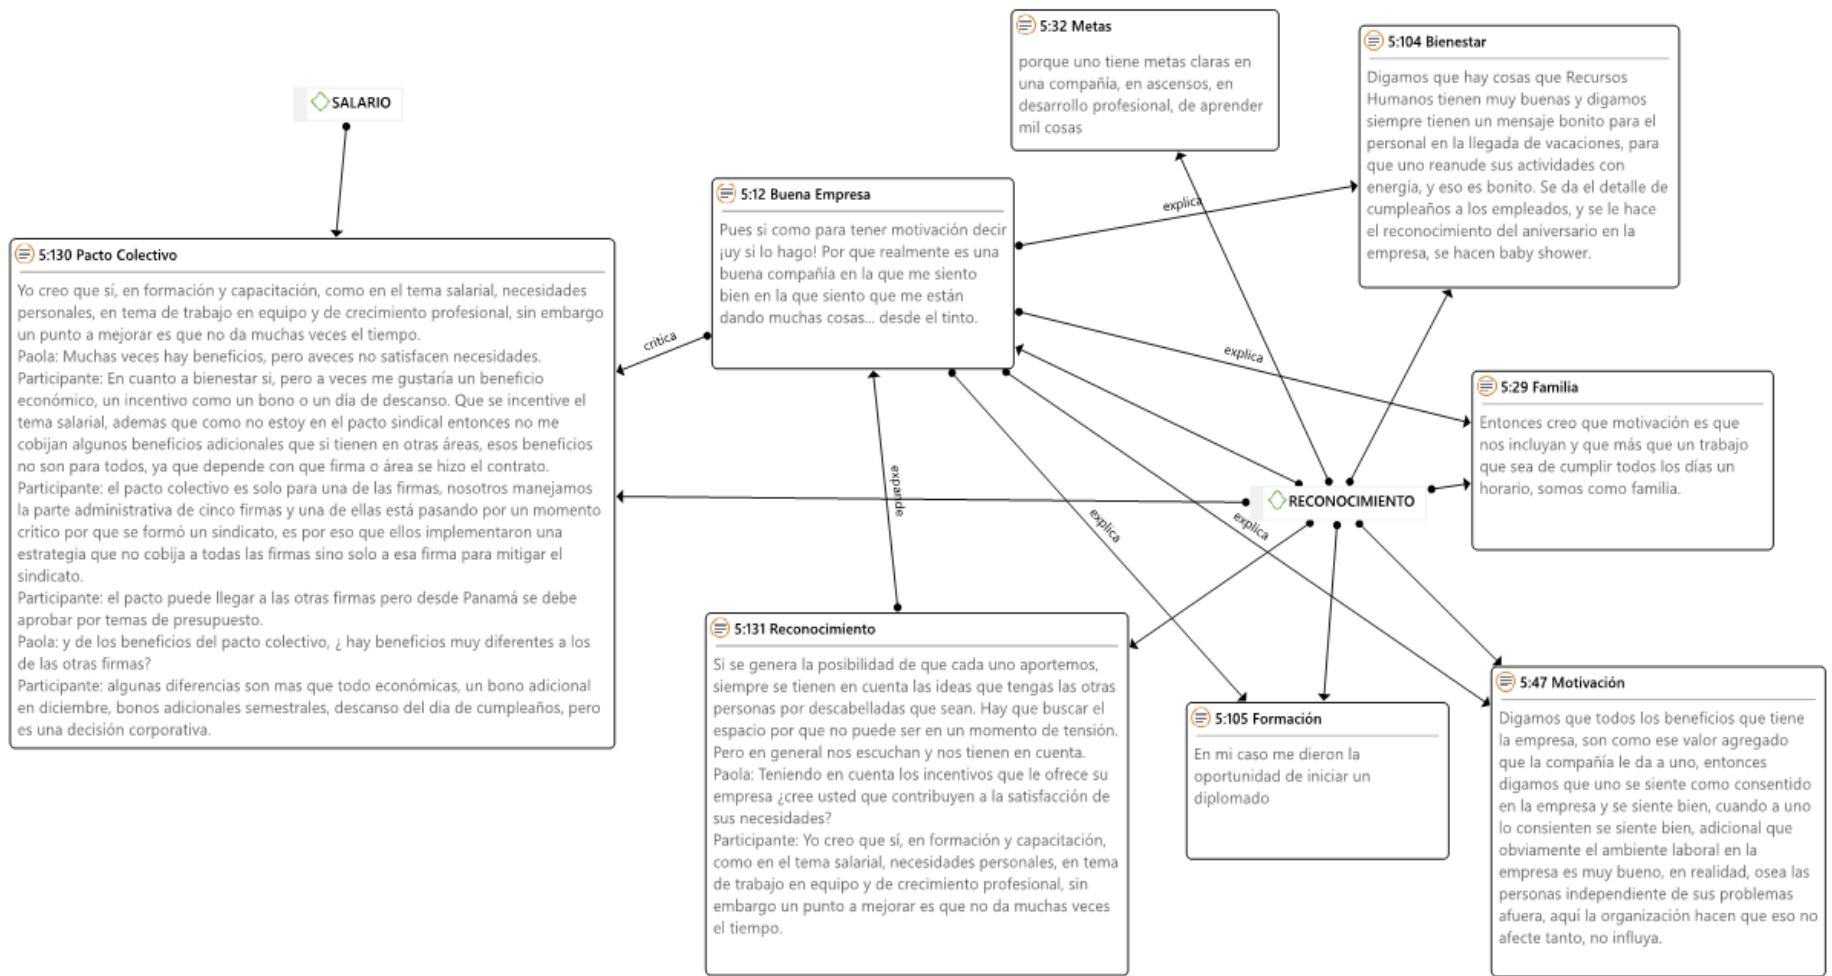 SALARIO
5:130 Pacto Colectivo
Yo creo que sí, en formación y capacitación, como en el tema salarial, necesidades
personales, en tema de trabajo en equipo y de crecimiento profesional, sin embargo
un punto a mejorar es que no da muchas veces el tiempo.
Paola: Muchas veces hay beneficios, pero aveces no satisfacen necesidades.
Participante: En cuanto a bienestar si, pero a veces me gustaría un beneficio
económico, un incentivo como un bono o un día de descanso. Que se incentive el
tema salarial, ademas que como no estoy en el pacto sindical entonces no me
cobijan algunos beneficios adicionales que si tienen en otras áreas, esos beneficios
no son para todos, ya que depende con que firma o área se hizo el contrato.
Participante: el pacto colectivo es solo para una de las firmas, nosotros manejamos
la parte administrativa de cinco firmas y una de ellas está pasando por un momento
critico por que se formó un sindicato, es por eso que ellos implementaron una
estrategia que no cobija a todas las firmas sino solo a esa firma para mitigar el
sindicato.
Participante: el pacto puede llegar a las otras firmas pero desde Panamá se debe
aprobar por temas de presupuesto.
Paola: y de los beneficios del pacto colectivo, ¿ hay beneficios muy diferentes a los
de las otras firmas?
Participante: algunas diferencias son mas que todo económicas, un bono adicional
en diciembre, bonos adicionales semestrales, descanso del dia de cumpleaños, pero
es una decisión corporativa.
critica
5:12 Buena Empresa
Pues si como para tener motivación decir
¡uy si lo hago! Por que realmente es una
buena compañía en la que me siento
bien en la que siento que me están
dando muchas cosas... desde el tinto.
5:32 Metas
porque uno tiene metas claras en
una compañía, en ascensos, en
desarrollo profesional, de aprender
mil cosas
explica
5:104 Bienestar
Digamos que hay cosas que Recursos
Humanos tienen muy buenas y digamos
siempre tienen un mensaje bonito para el
personal en la llegada de vacaciones, para
que uno reanude sus actividades con
energía, y eso es bonito. Se da el detalle de
cumpleaños a los empleados, y se le hace
el reconocimiento del aniversario en la
empresa, se hacen baby shower.
explica
5:29 Familia
Entonces creo que motivación es que
nos incluyan y que más que un trabajo
que sea de cumplir todos los días un
horario, somos como familia.
RECONOCIMIENTO
expande
explica
explica
5:131 Reconocimiento
Si se genera la posibilidad de que cada uno aportemos,
siempre se tienen en cuenta las ideas que tengas las otras
personas por descabelladas que sean. Hay que buscar el
espacio por que no puede ser en un momento de tensión.
Pero en general nos escuchan y nos tienen en cuenta.
Paola: Teniendo en cuenta los incentivos que le ofrece su
empresa ¿cree usted que contribuyen a la satisfacción de
sus necesidades?
Participante: Yo creo que sí, en formación y capacitación,
como en el tema salarial, necesidades personales, en tema
de trabajo en equipo y de crecimiento profesional, sin
embargo un punto a mejorar es que no da muchas veces
el tiempo.
5:105 Formación
En mi caso me dieron la
oportunidad de iniciar un
diplomado
5:47 Motivación
Digamos que todos los beneficios que tiene
la empresa, son como ese valor agregado
que la compañía le da a uno, entonces
digamos que uno se siente como consentido
en la empresa y se siente bien, cuando a uno
lo consienten se siente bien, adicional que
obviamente el ambiente laboral en la
empresa es muy bueno, en realidad, osea las
personas independiente de sus problemas
afuera, aquí la organización hacen que eso no
afecte tanto, no influya.